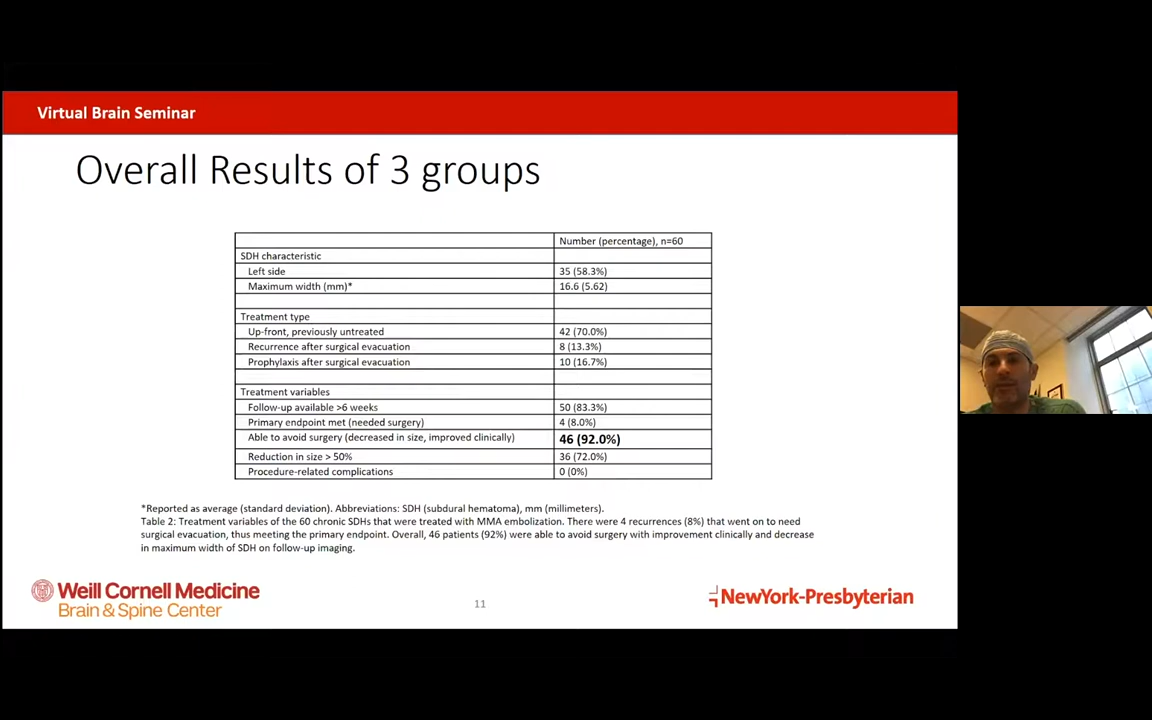 Virtual Brain Seminar
Overall Results of 3 groups
Number (percentage), n=60
SDH characteristic
Left side 35 (58.3%)
Maximum width (mm)* 16.6 (5.62)
Treatment type
Up-front, previously untreated 42 (70.0%)
Recurrence after surgical evacuation 8 (13.3%)
Prophylaxis after surgical evacuation 10 (16.7%)
Treatment variables
Follow-up available >6 weeks 50 (83.3%)
Primary endpoint met (needed surgery) 4 (8.0%)
Able to avoid surgery (decreased in size, improved clinically) 46 (92.0%)
Reduction in size > 50% 36 (72.0%)
Procedure-related complications 0 (0%)
*Reported as average (standard deviation). Abbreviations: SDH (subdural hematoma), mm (millimeters).
Table 2: Treatment variables of the 60 chronic SDHs that were treated with MMA embolization. There were 4 recurrences (8%) that went on to need
surgical evacuation, thus meeting the primary endpoint. Overall, 46 patients (92%) were able to avoid surgery with improvement clinically and decrease
in maximum width of SDH on follow-up imaging.
Weill Cornell Medicine
Brain & Spine Center
11
NewYork-Presbyterian